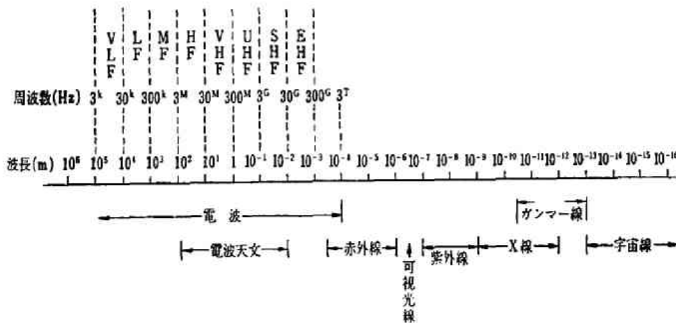 VLF LF MF HF VHF UHF SHF EHF
周波数(Hz) 3k 30k 300k 3M 30M 300M 3G 30G 300G 3T
波長(m) 10⁶ 10⁵ 10⁴ 10³ 10² 10¹ 1 10⁻¹ 10⁻² 10⁻³ 10⁻⁴ 10⁻⁵ 10⁻⁶ 10⁻⁷ 10⁻⁸ 10⁻⁹ 10⁻¹⁰ 10⁻¹¹ 10⁻¹² 10⁻¹³ 10⁻¹⁴ 10⁻¹⁵ 10⁻¹⁶
電波 ガンマー線
電波天文 赤外線 可視光線 紫外線 X線 宇宙線